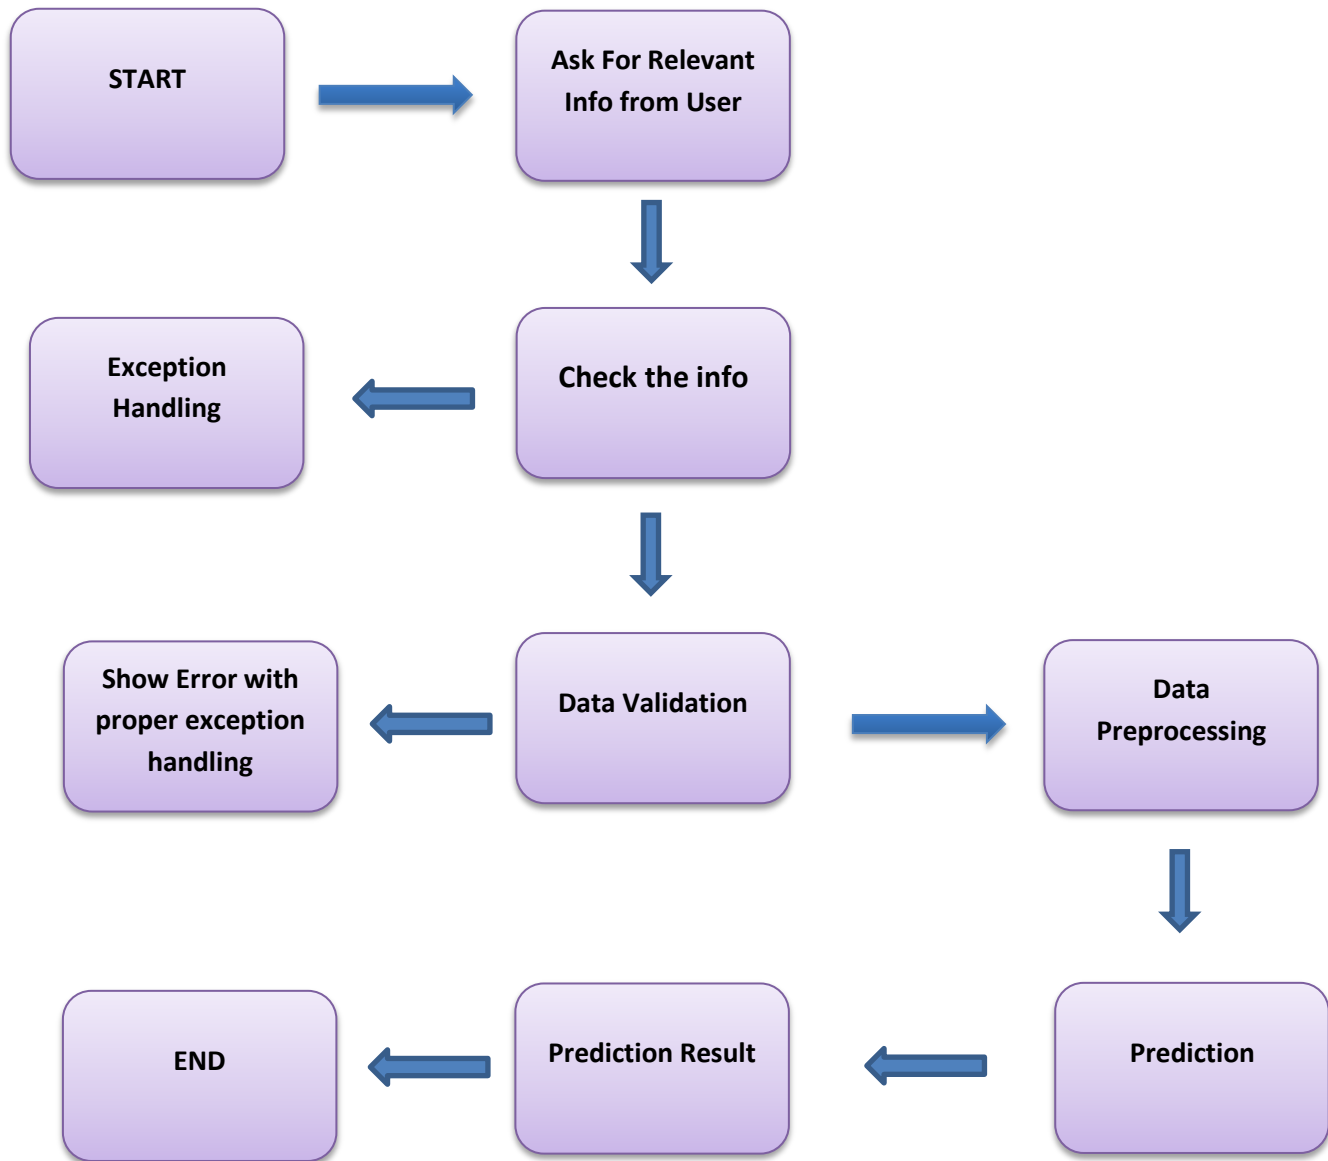 START
Ask For Relevant
Info from User
Exception
Handling
Check the info
Show Error with
proper exception
handling
Data Validation
Data
Preprocessing
END
Prediction Result
Prediction